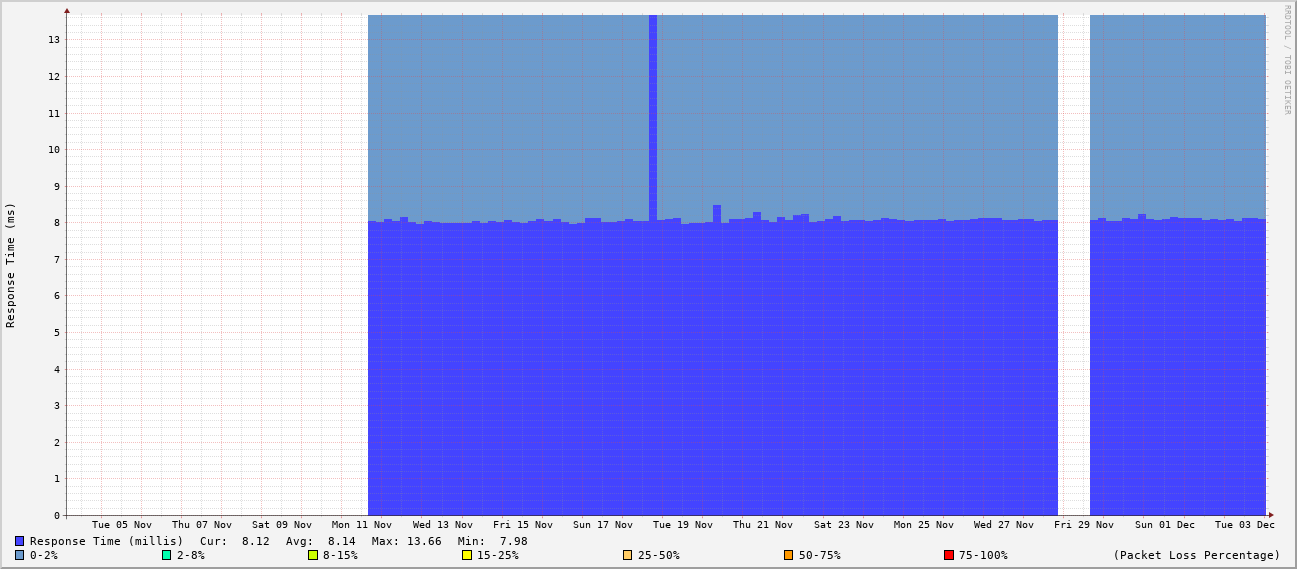 RRDTOOL / TOBI OETIKER
Response Time (ms)
13
12
11
10
9
8
7
6
5
4
3
2
1
0
Tue 05 Nov Thu 07 Nov Sat 09 Nov Mon 11 Nov Wed 13 Nov Fri 15 Nov Sun 17 Nov Tue 19 Nov Thu 21 Nov Sat 23 Nov Mon 25 Nov Wed 27 Nov Fri 29 Nov Sun 01 Dec Tue 03 Dec
Response Time (millis) Cur: 8.12 Avg: 8.14 Max: 13.66 Min: 7.98
0-2% 2-8% 8-15% 15-25% 25-50% 50-75% 75-100% (Packet Loss Percentage)